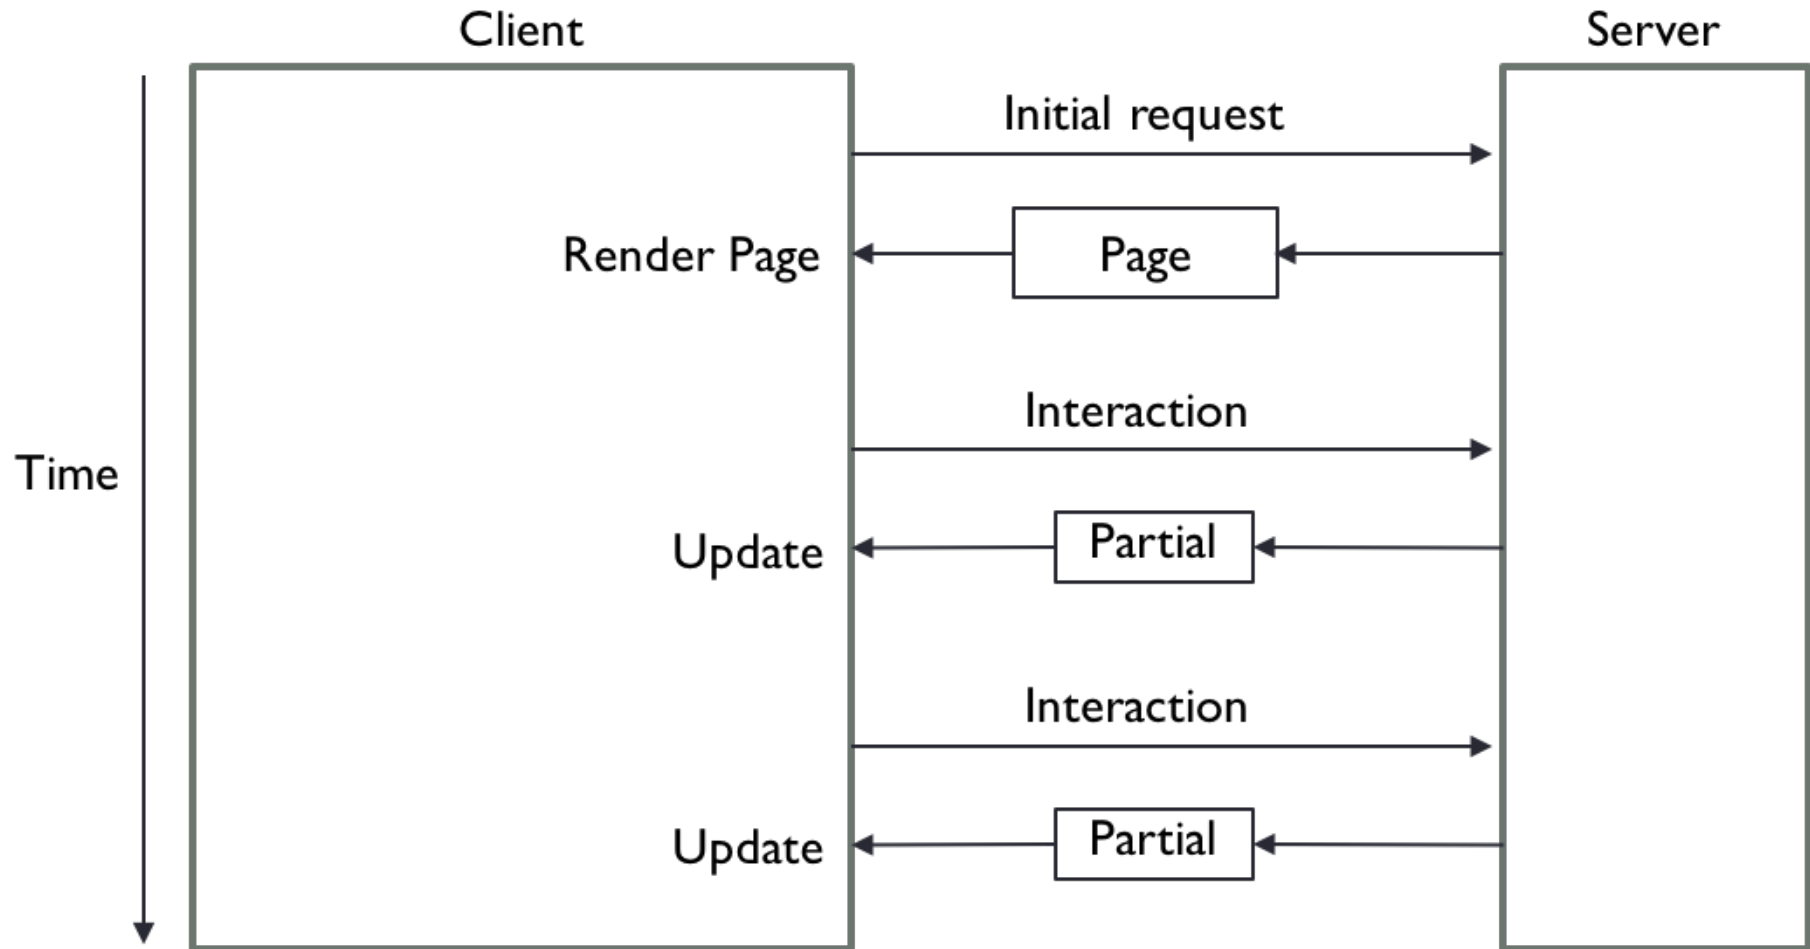 Client
Server
Initial request
Render Page
Page
Interaction
Time
Update
Partial
Interaction
Update
Partial